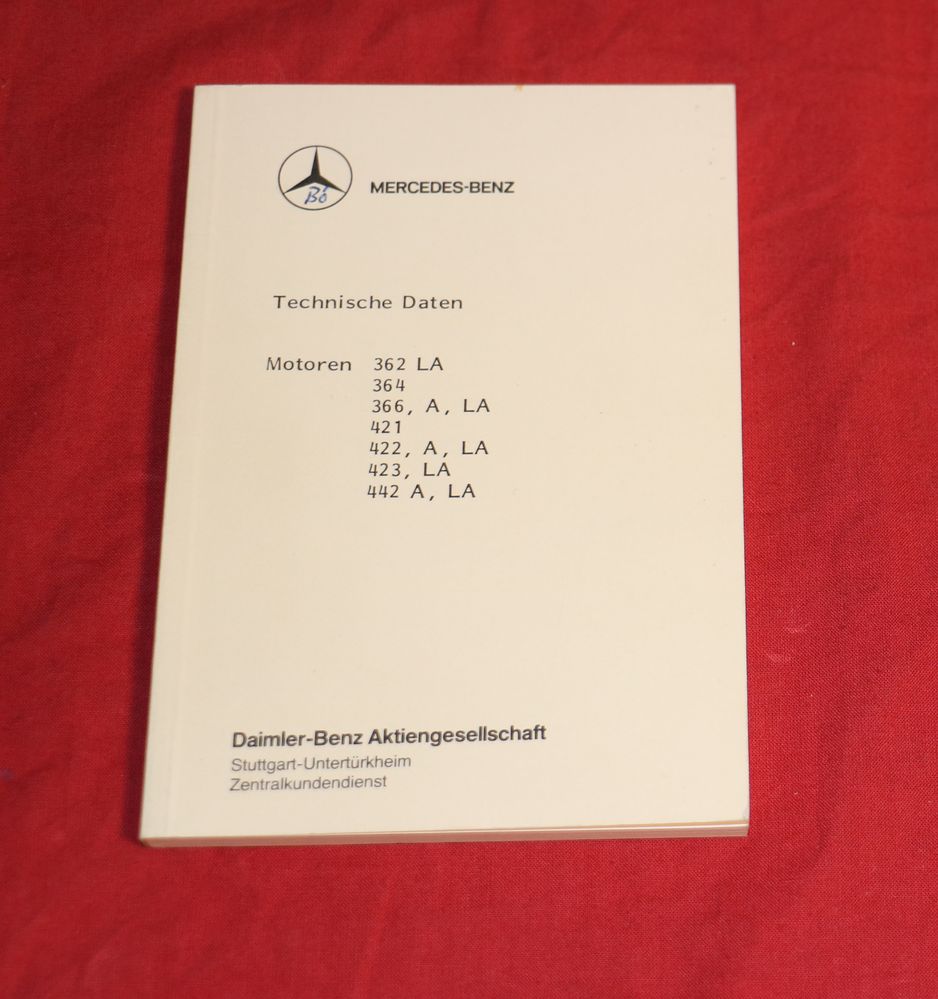 Bö
MERCEDES-BENZ
Technische Daten
Motoren 362 LA
364
366, A, LA
421
422, A, LA
423, LA
442 A, LA
Daimler-Benz Aktiengesellschaft
Stuttgart-Untertürkheim
Zentralkundendienst